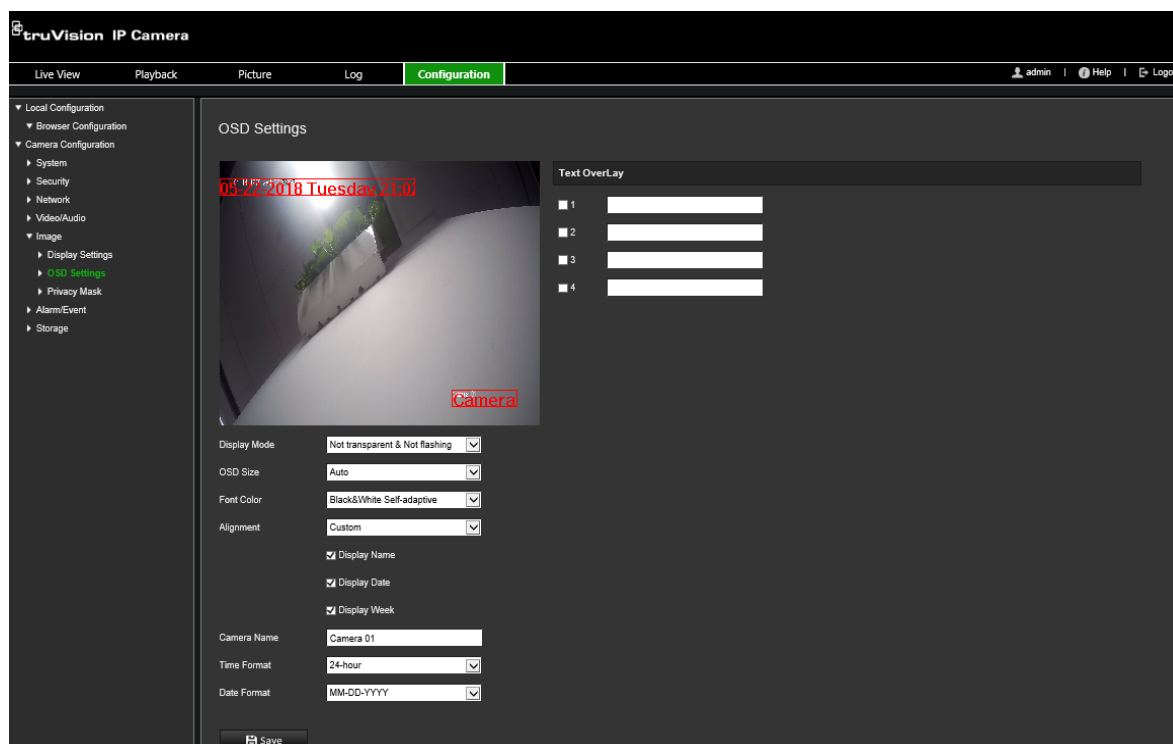 truVision IP Camera
Live View Playback Picture Log Configuration admin | Help | Logo
Local Configuration
Browser Configuration
Camera Configuration
System
Security
Network
Video/Audio
Image
Display Settings
OSD Settings
Privacy Mask
Alarm/Event
Storage
OSD Settings
05-22-2018 Tuesday 21:0
Camera
Display Mode Not transparent & Not flashing
OSD Size Auto
Font Color Black&White Self-adaptive
Alignment Custom
Display Name
Display Date
Display Week
Camera Name Camera 01
Time Format 24-hour
Date Format MM-DD-YYYY
Save
Text OverLay
1
2
3
4